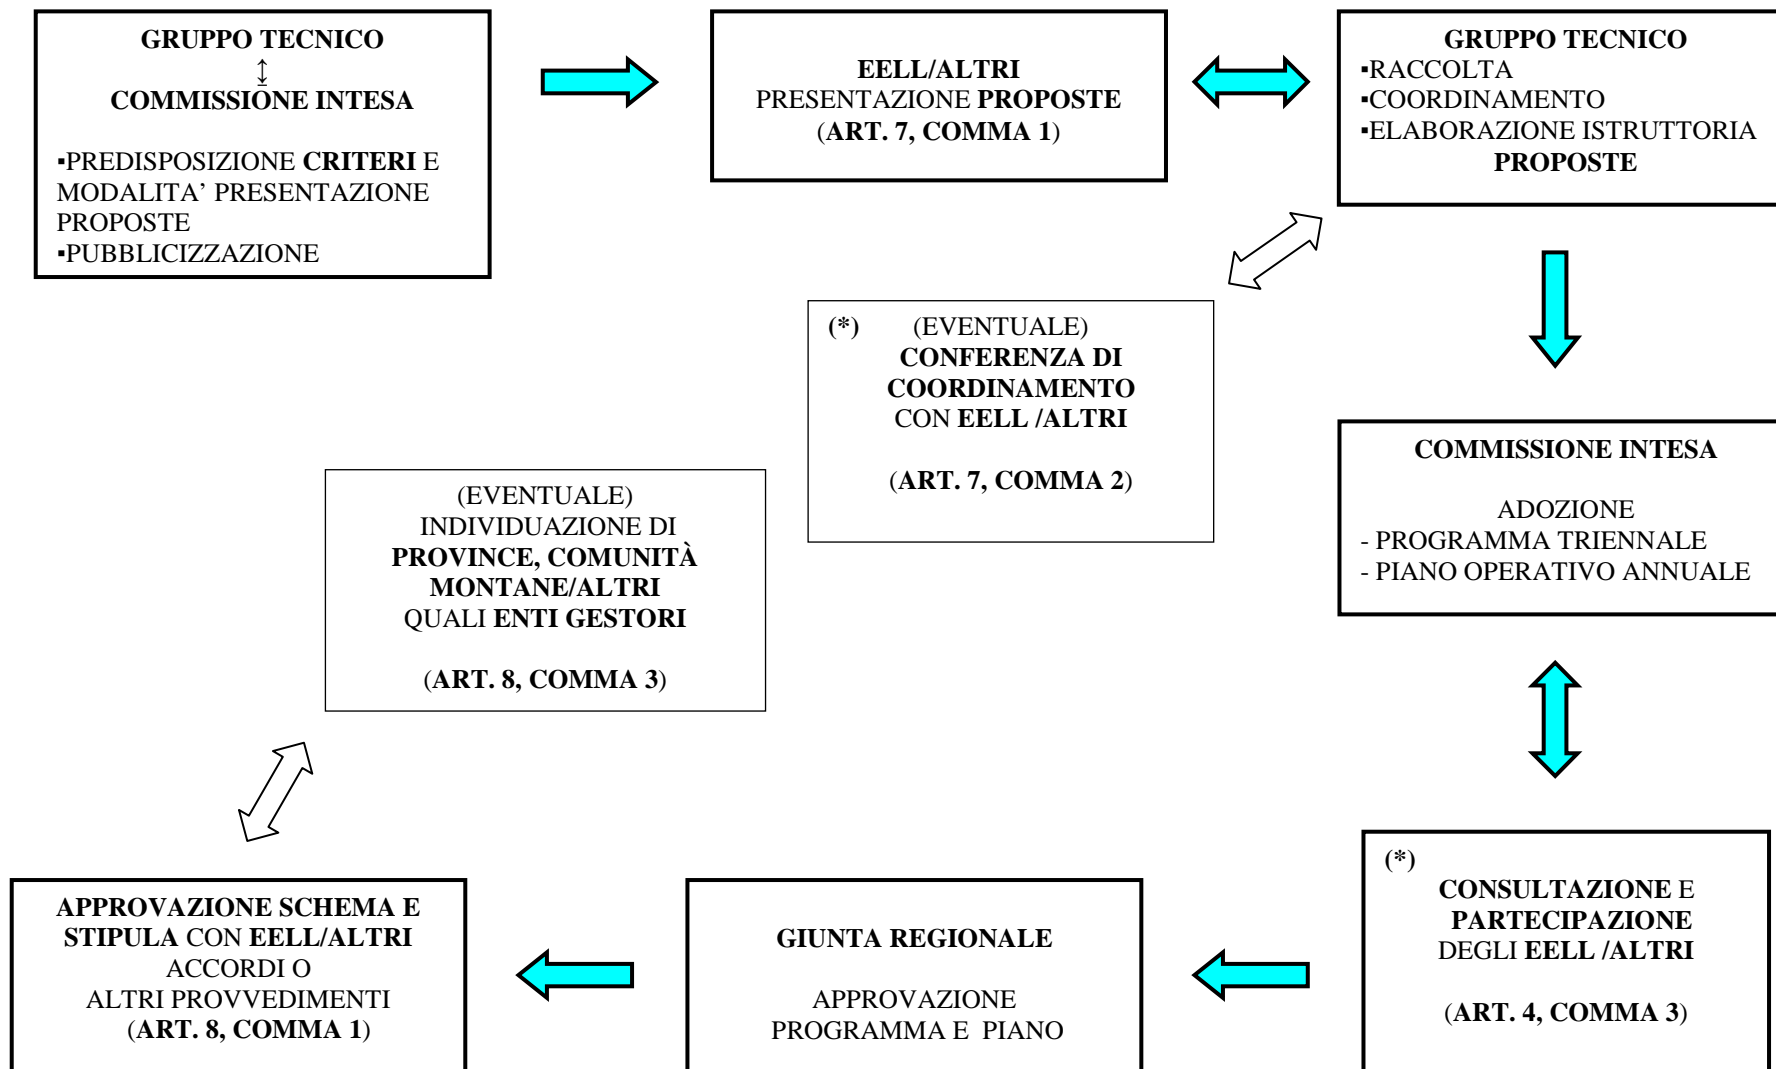 GRUPPO TECNICO
↕
COMMISSIONE INTESA
▪PREDISPOSIZIONE CRITERI E
MODALITA’ PRESENTAZIONE
PROPOSTE
▪PUBBLICIZZAZIONE
EELL/ALTRI
PRESENTAZIONE PROPOSTE
(ART. 7, COMMA 1)
GRUPPO TECNICO
▪RACCOLTA
▪COORDINAMENTO
▪ELABORAZIONE ISTRUTTORIA
PROPOSTE
(*) (EVENTUALE)
CONFERENZA DI
COORDINAMENTO
CON EELL /ALTRI
(ART. 7, COMMA 2)
COMMISSIONE INTESA
ADOZIONE
- PROGRAMMA TRIENNALE
- PIANO OPERATIVO ANNUALE
(EVENTUALE)
INDIVIDUAZIONE DI
PROVINCE, COMUNITÀ
MONTANE/ALTRI
QUALI ENTI GESTORI
(ART. 8, COMMA 3)
(*)
CONSULTAZIONE E
PARTECIPAZIONE
DEGLI EELL /ALTRI
(ART. 4, COMMA 3)
GIUNTA REGIONALE
APPROVAZIONE
PROGRAMMA E PIANO
APPROVAZIONE SCHEMA E
STIPULA CON EELL/ALTRI
ACCORDI O
ALTRI PROVVEDIMENTI
(ART. 8, COMMA 1)